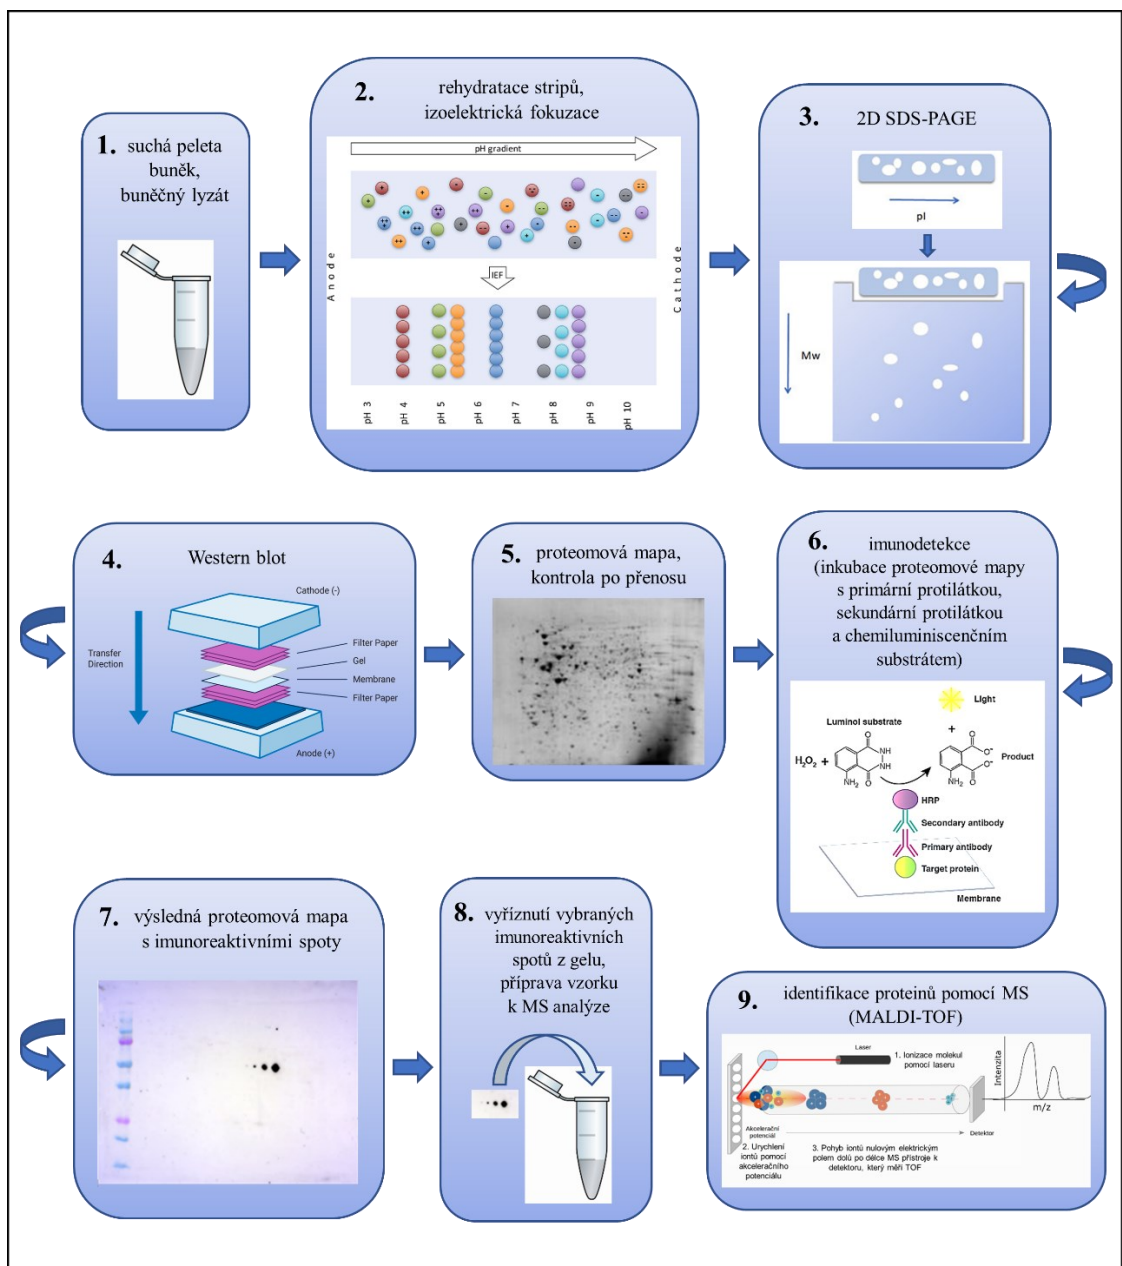 1. suchá peleta
buněk,
buněčný lyzát
2. rehydratace stripů,
izoelektrická fokuzace
pH gradient
Anode
Cathode
IEF
pH 3
pH 4
pH 5
pH 6
pH 7
pH 8
pH 9
pH 10
3. 2D SDS-PAGE
pI
Mw
4. Western blot
Cathode (-)
Transfer
Direction
Filter Paper
Gel
Membrane
Filter Paper
Anode (+)
5. proteomová mapa,
kontrola po přenosu
6. imunodetekce
(inkubace proteomové mapy
s primární protilátkou,
sekundární protilátkou
a chemiluminiscenčním
substrátem)
Light
Luminol substrate
+
O
O
NH
NH
O
NH₂
H₂O₂ +
O
O⁻
O⁻
O
NH₂
Product
HRP
Secondary antibody
Primary antibody
Target protein
Membrane
7. výsledná proteomová mapa
s imunoreaktivními spoty
8. vyříznutí vybraných
imunoreaktivních
spotů z gelu,
příprava vzorku
k MS analýze
9. identifikace proteinů pomocí MS
(MALDI-TOF)
Laser
1. Ionizace molekul
pomocí laseru
Intenzita
m/z
Akcelerační
potenciál
Detektor
2. Urychlení
iontů pomocí
akceleračního
potenciálu
3. Pohyb iontů nulovým elektrickým
polem dolů po délce MS přístroje k
detektoru, který měří TOF